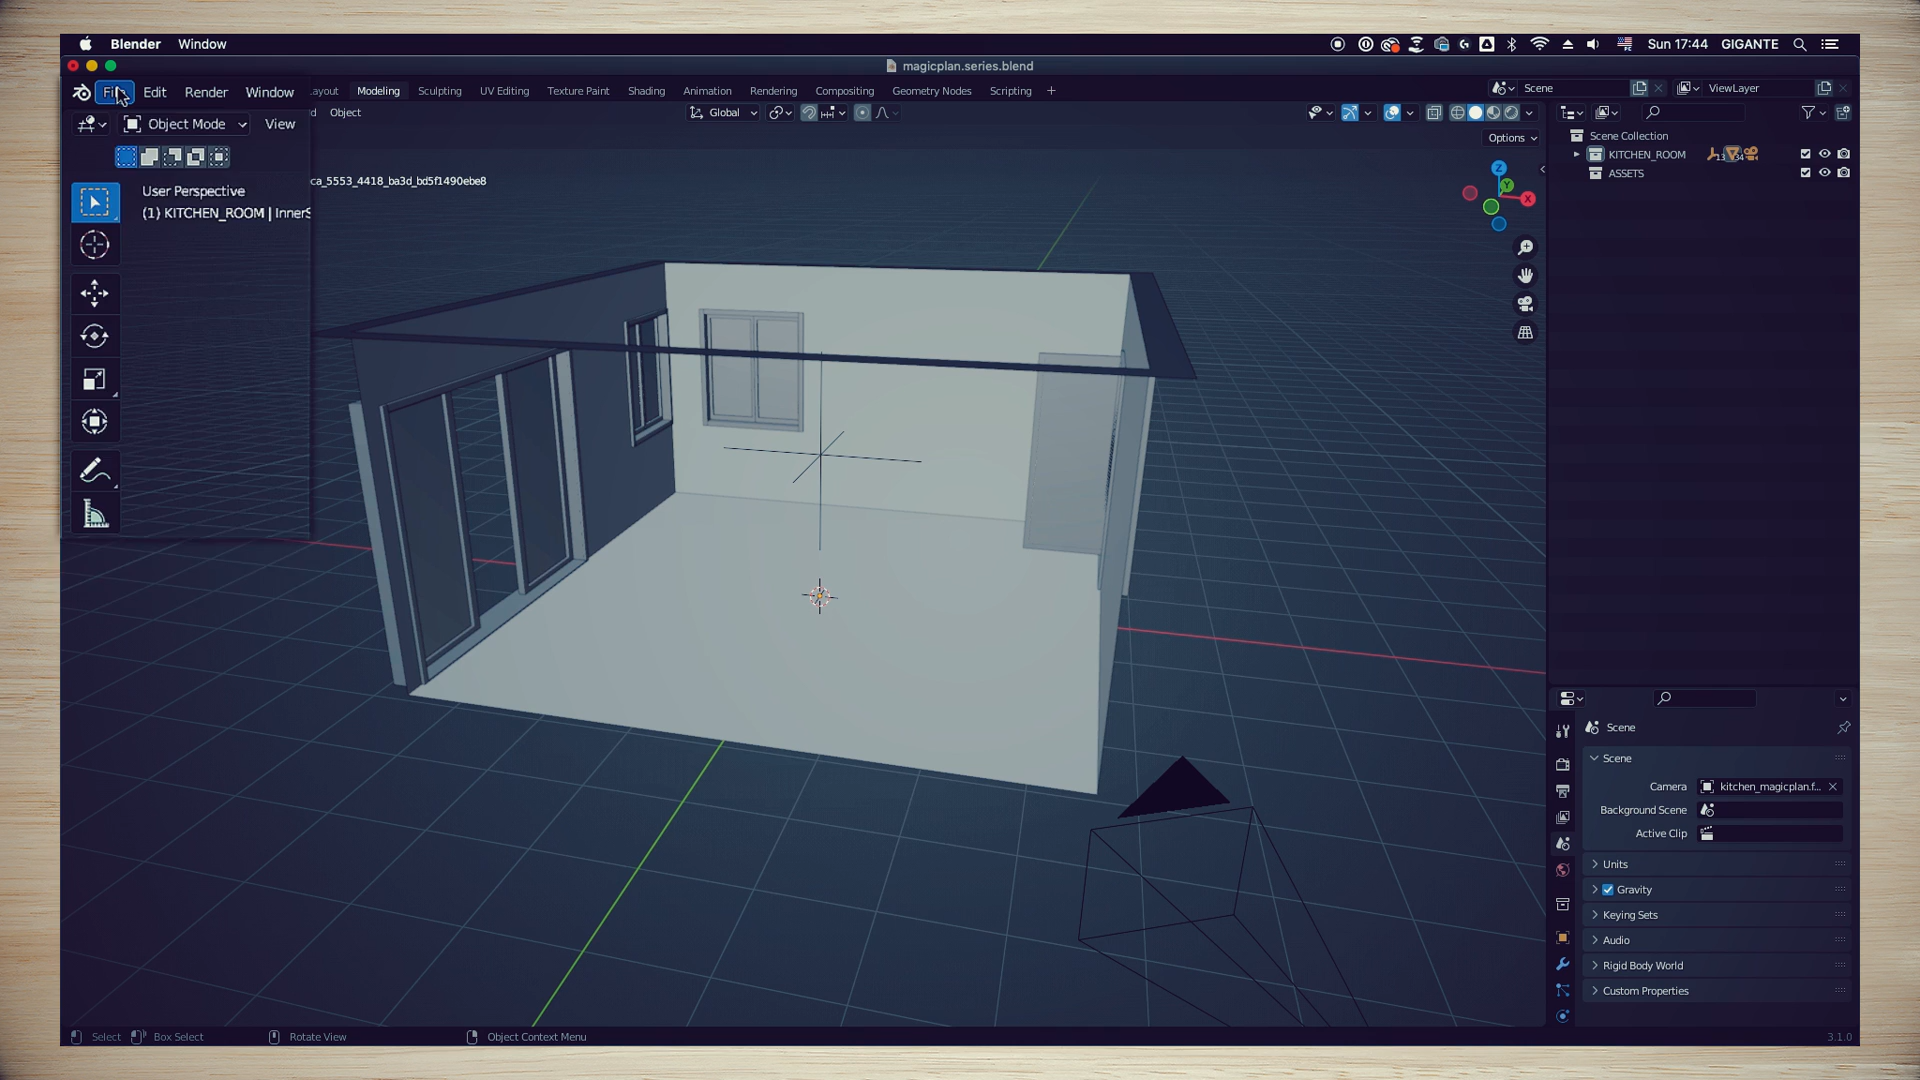 Blender Window
Sun 17:44 GIGANTE
magicplan.series.blend
Edit Render Window
Modeling Sculpting UV Editing Texture Paint Shading Animation Rendering Compositing Geometry Nodes Scripting +
Scene
ViewLayer
Object Mode View
Object
Global
Options
Scene Collection
KITCHEN_ROOM
ASSETS
User Perspective
(1) KITCHEN_ROOM | Inner
ca_5553_4418_ba3d_bd5f1490ebe8
Z
Y
X
Scene
Scene
Camera kitchen_magicplan.f...
Background Scene
Active Clip
Units
Gravity
Keying Sets
Audio
Rigid Body World
Custom Properties
Select Box Select Rotate View Object Context Menu
3.1.0